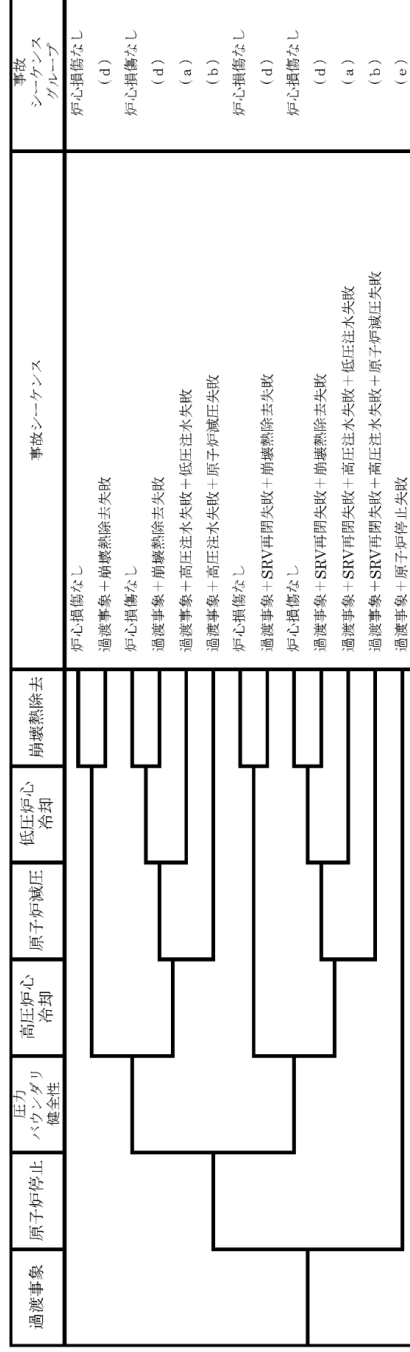 過渡事象
原子炉停止
圧力
バウンダリ
健全性
高圧炉心
冷却
原子炉減圧
低圧炉心
冷却
崩壊熱除去
事故シーケンス
事故
シーケンス
グループ
炉心損傷なし 炉心損傷なし
過渡事象+崩壊熱除去失敗 (d)
炉心損傷なし 炉心損傷なし
過渡事象+崩壊熱除去失敗 (d)
過渡事象+高圧注水失敗+低圧注水失敗 (a)
過渡事象+高圧注水失敗+原子炉減圧失敗 (b)
炉心損傷なし 炉心損傷なし
過渡事象+SRV再閉失敗+崩壊熱除去失敗 (d)
炉心損傷なし 炉心損傷なし
過渡事象+SRV再閉失敗+崩壊熱除去失敗 (d)
過渡事象+SRV再閉失敗+高圧注水失敗+低圧注水失敗 (a)
過渡事象+SRV再閉失敗+高圧注水失敗+原子炉減圧失敗 (b)
過渡事象+原子炉停止失敗 (e)